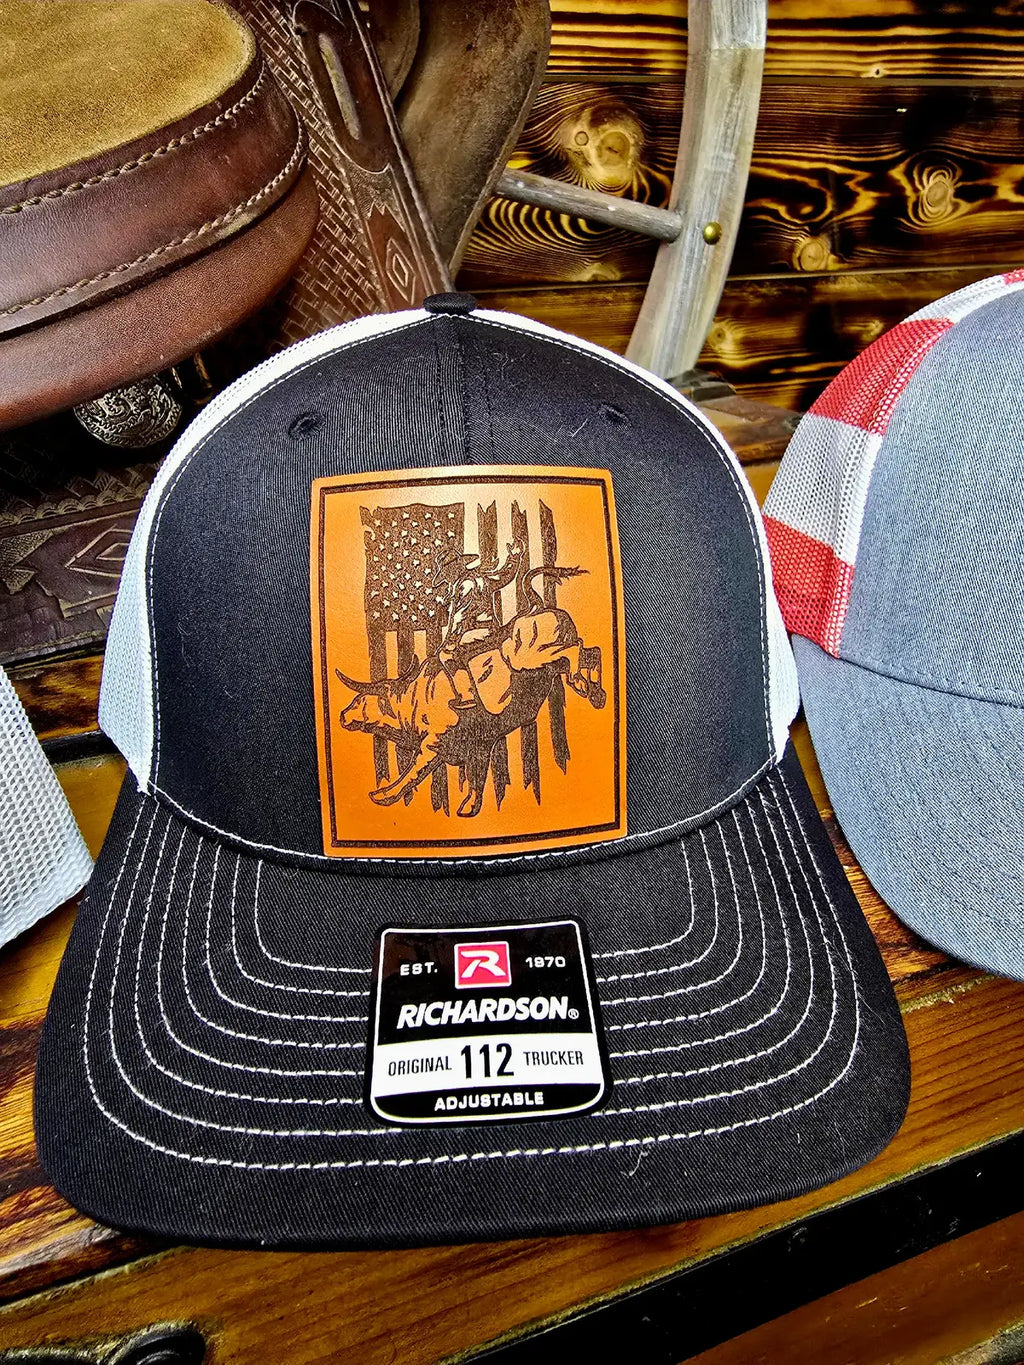 EST. R 1970
RICHARDSON®
ORIGINAL 112 TRUCKER
ADJUSTABLE